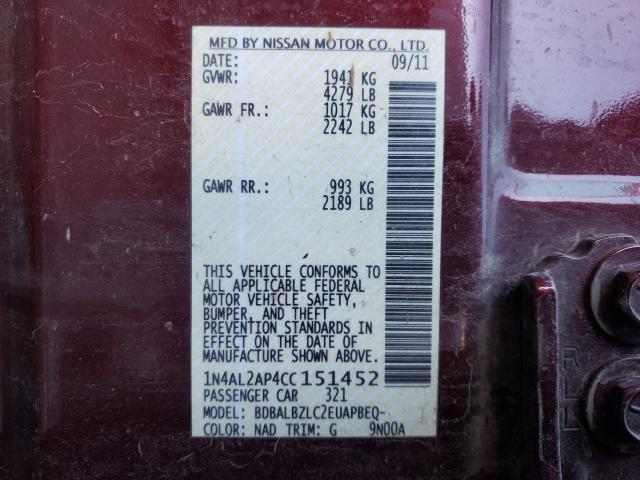 MFD BY NISSAN MOTOR CO., LTD.
DATE: 09/11
GVWR: 1941 KG
4279 LB
GAWR FR.: 1017 KG
2242 LB
GAWR RR.: 993 KG
2189 LB
THIS VEHICLE CONFORMS TO
ALL APPLICABLE FEDERAL
MOTOR VEHICLE SAFETY,
BUMPER, AND THEFT
PREVENTION STANDARDS IN
EFFECT ON THE DATE OF
MANUFACTURE SHOWN ABOVE.
1N4AL2AP4CC151452
PASSENGER CAR 321
MODEL: BDBALBZLC2EUAPBEQ-
COLOR: NAD TRIM: G 9N00A